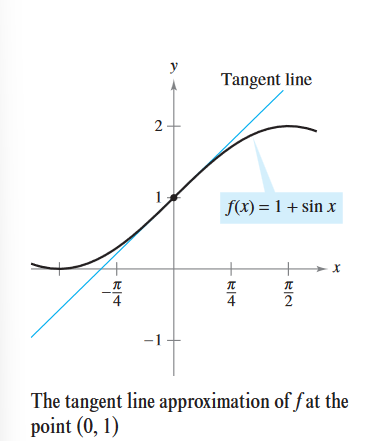 y
Tangent line
2
1
f(x) = 1 + sin x
x
−π/4
π/4
π/2
−1
The tangent line approximation of f at the
point (0, 1)